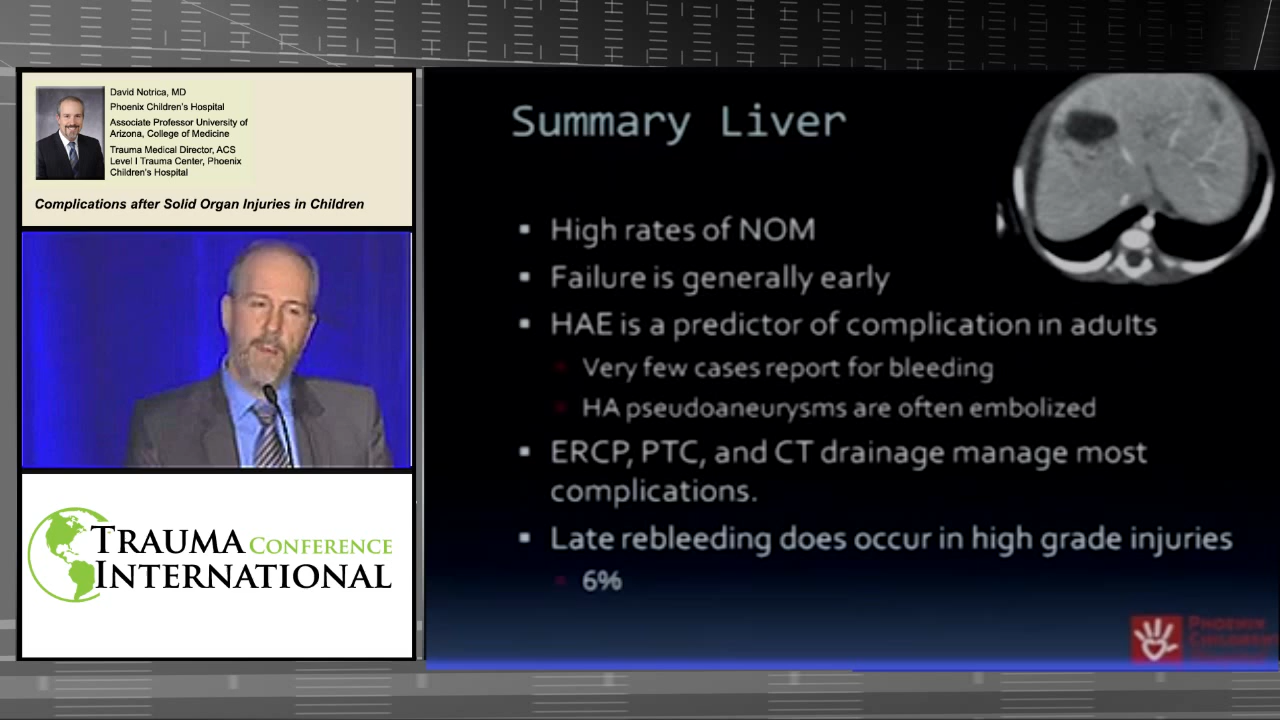 David Notrica, MD
Phoenix Children's Hospital
Associate Professor University of
Arizona, College of Medicine
Trauma Medical Director, ACS
Level I Trauma Center, Phoenix
Children's Hospital
Complications after Solid Organ Injuries in Children
TRAUMA CONFERENCE
INTERNATIONAL
Summary Liver
▪ High rates of NOM
▪ Failure is generally early
▪ HAE is a predictor of complication in adults
▪ Very few cases report for bleeding
▪ HA pseudoaneurysms are often embolized
▪ ERCP, PTC, and CT drainage manage most
complications.
▪ Late rebleeding does occur in high grade injuries
▪ 6%
PHOENIX
CHILDREN'S